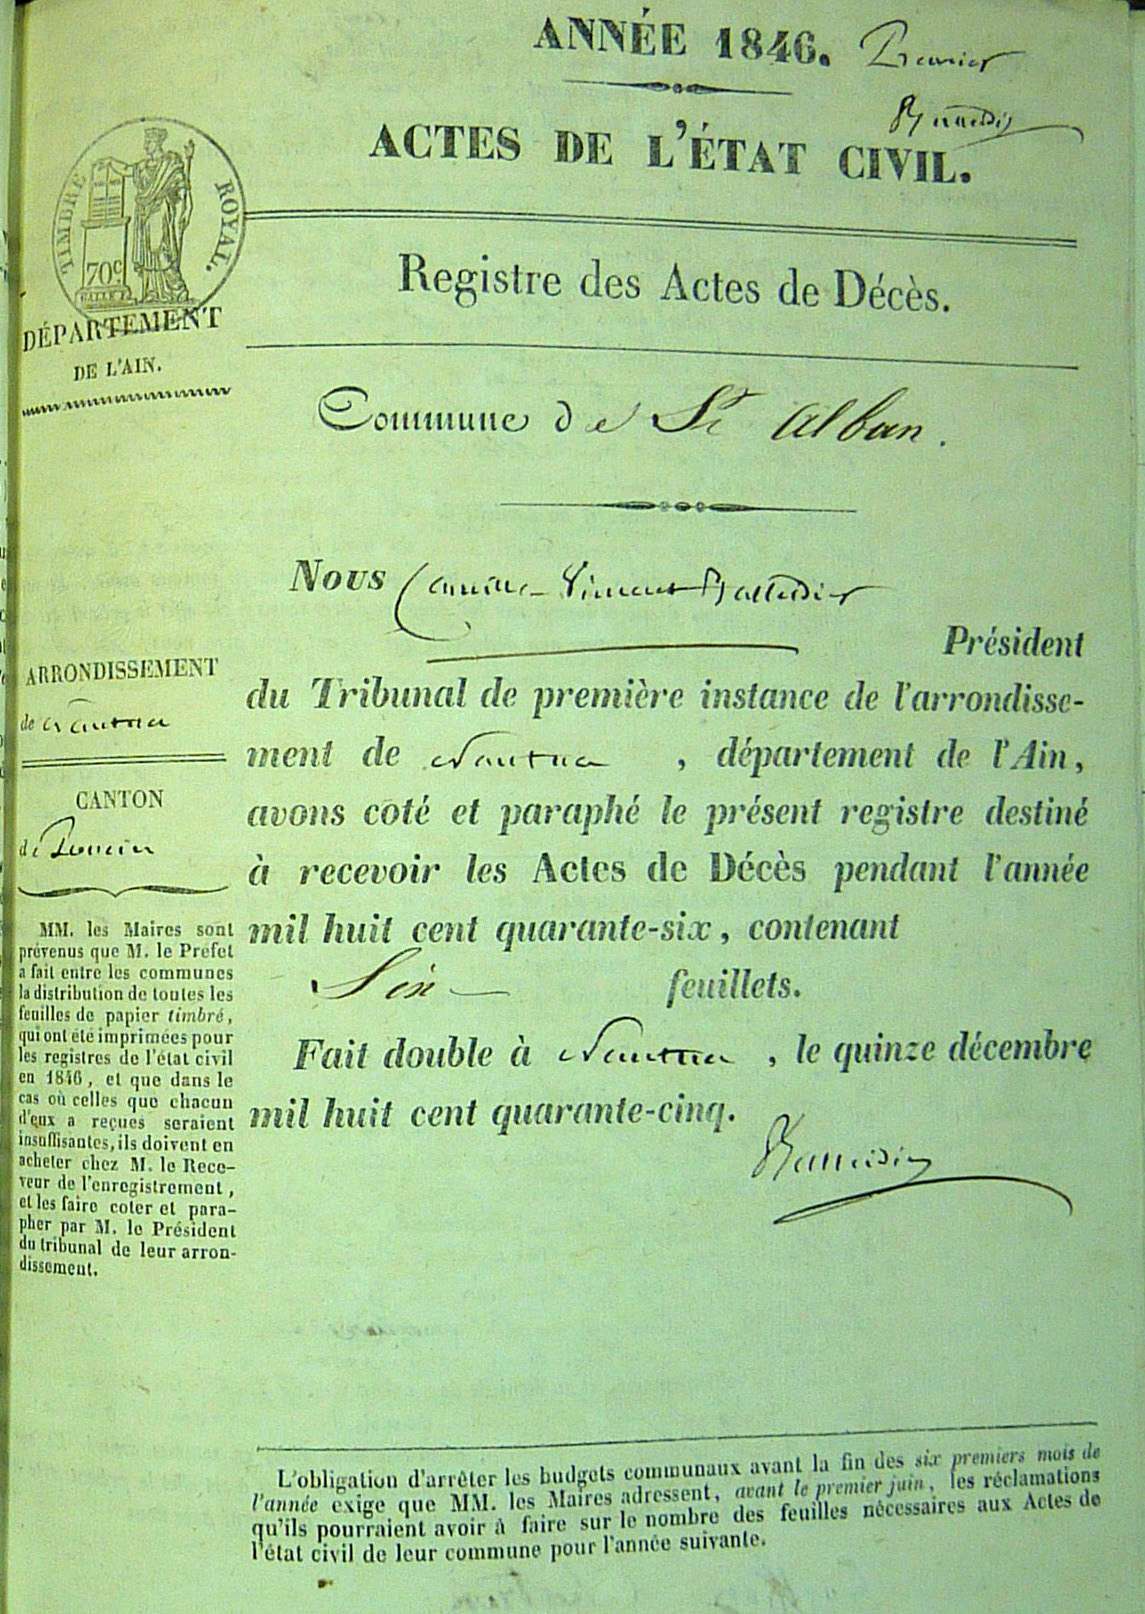 ANNÉE 1846. Premier
ACTES DE L'ÉTAT CIVIL.
TIMBRE ROYAL.
70c
Registre des Actes de Décès.
DÉPARTEMENT
DE L'AIN.
Commune de St Alban.
Nous Camille Vincent
Président
du Tribunal de première instance de l'arrondisse-
ment de Nantua, département de l'Ain,
avons coté et paraphé le présent registre destiné
à recevoir les Actes de Décès pendant l'année
mil huit cent quarante-six, contenant
Six feuillets.
Fait double à Nantua, le quinze décembre
mil huit cent quarante-cinq.
ARRONDISSEMENT
de Nantua
CANTON
de Poncin
MM. les Maires sont
prévenus que M. le Préfet
a fait entre les communes
la distribution de toutes les
feuilles de papier timbré,
qui ont été imprimées pour
les registres de l'état civil
en 1846, et que dans le
cas où celles que chacun
d'eux a reçues seraient
insuffisantes, ils doivent en
acheter chez M. le Rece-
veur de l'enregistrement,
et les faire coter et para-
pher par M. le Président
du tribunal de leur arron-
dissement.
L'obligation d'arrêter les budgets communaux avant la fin des six premiers mois de
l'année exige que MM. les Maires adressent, avant le premier juin, les réclamations
qu'ils pourraient avoir à faire sur le nombre des feuilles nécessaires aux Actes de
l'état civil de leur commune pour l'année suivante.